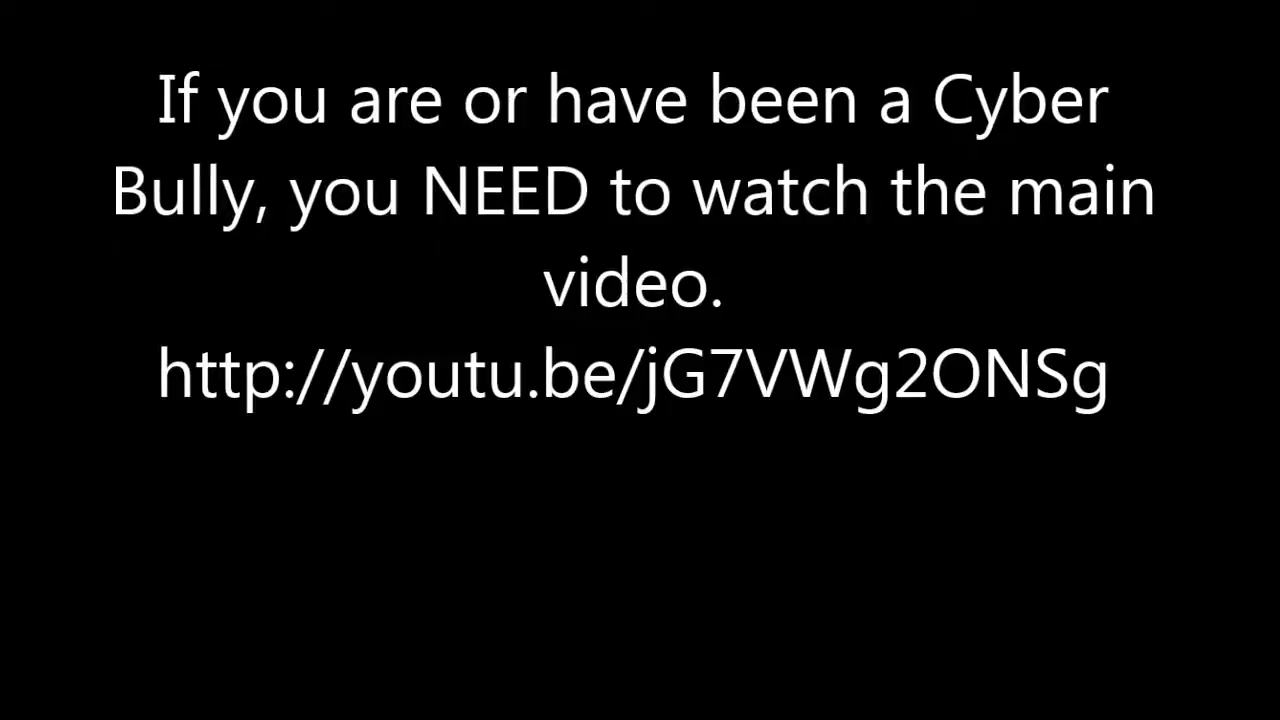 If you are or have been a Cyber
Bully, you NEED to watch the main
video.
http://youtu.be/jG7VWg2ONSg